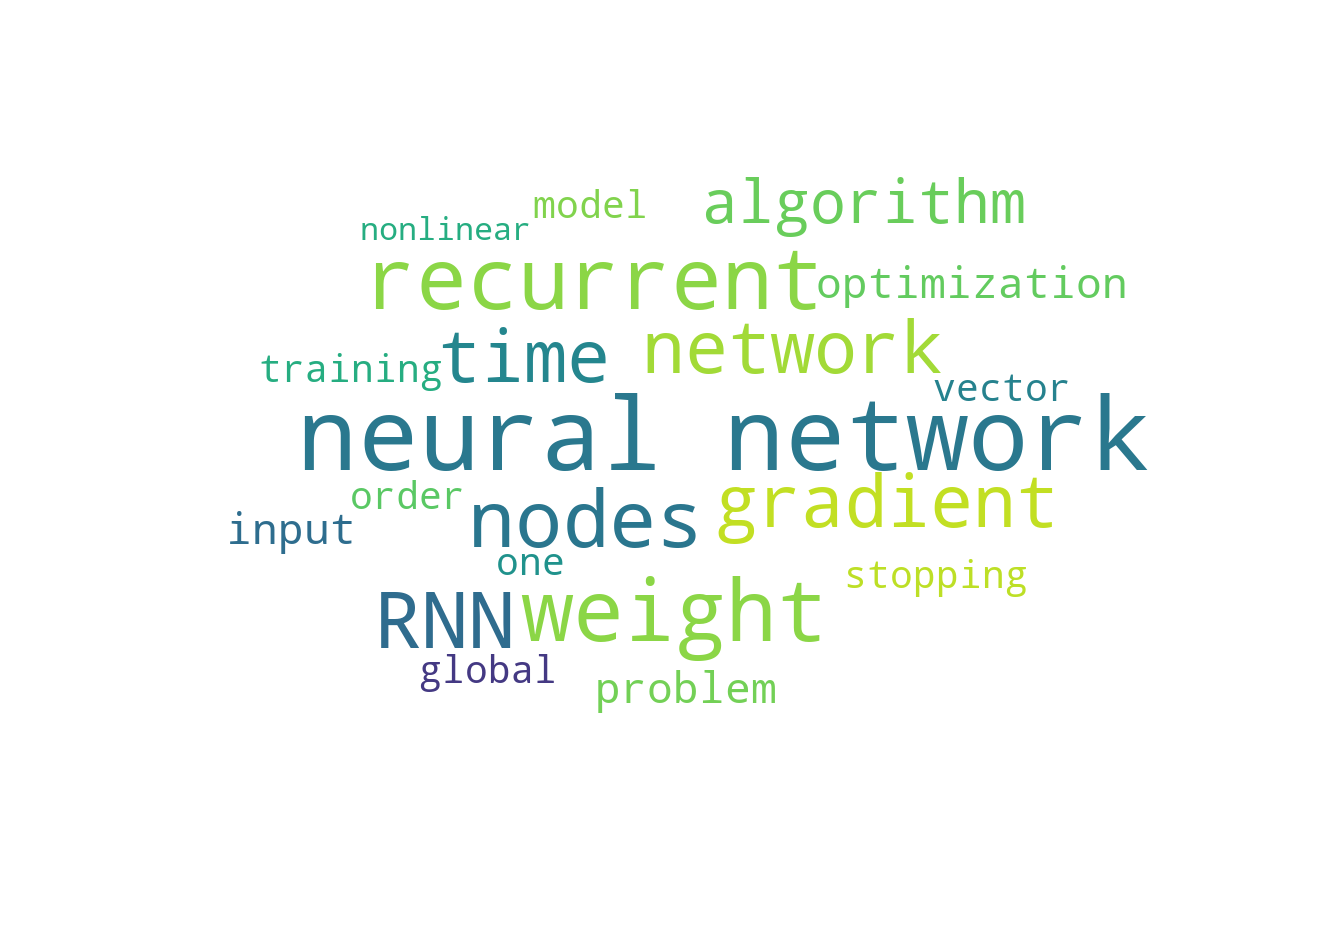 model algorithm
nonlinear
recurrent optimization
time network
training vector
neural network
order nodes gradient
input
one stopping
RNN weight
global problem